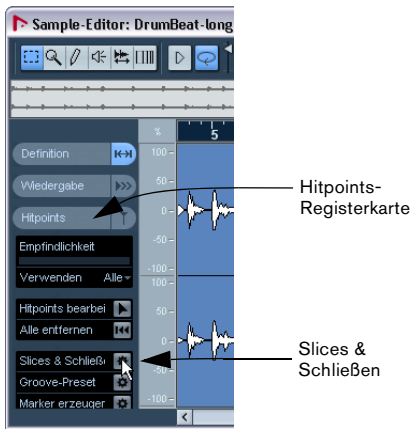 Sample-Editor: DrumBeat-long
%
5
Definition
100
Wiedergabe
50
Hitpoints
0
Hitpoints-
Registerkarte
Empfindlichkeit
-50
Verwenden Alle
-100
100
Hitpoints bearbei
50
Alle entfernen
0
Slices & Schließ
Slices &
Schließen
-50
Groove-Preset
Marker erzeuger
-100